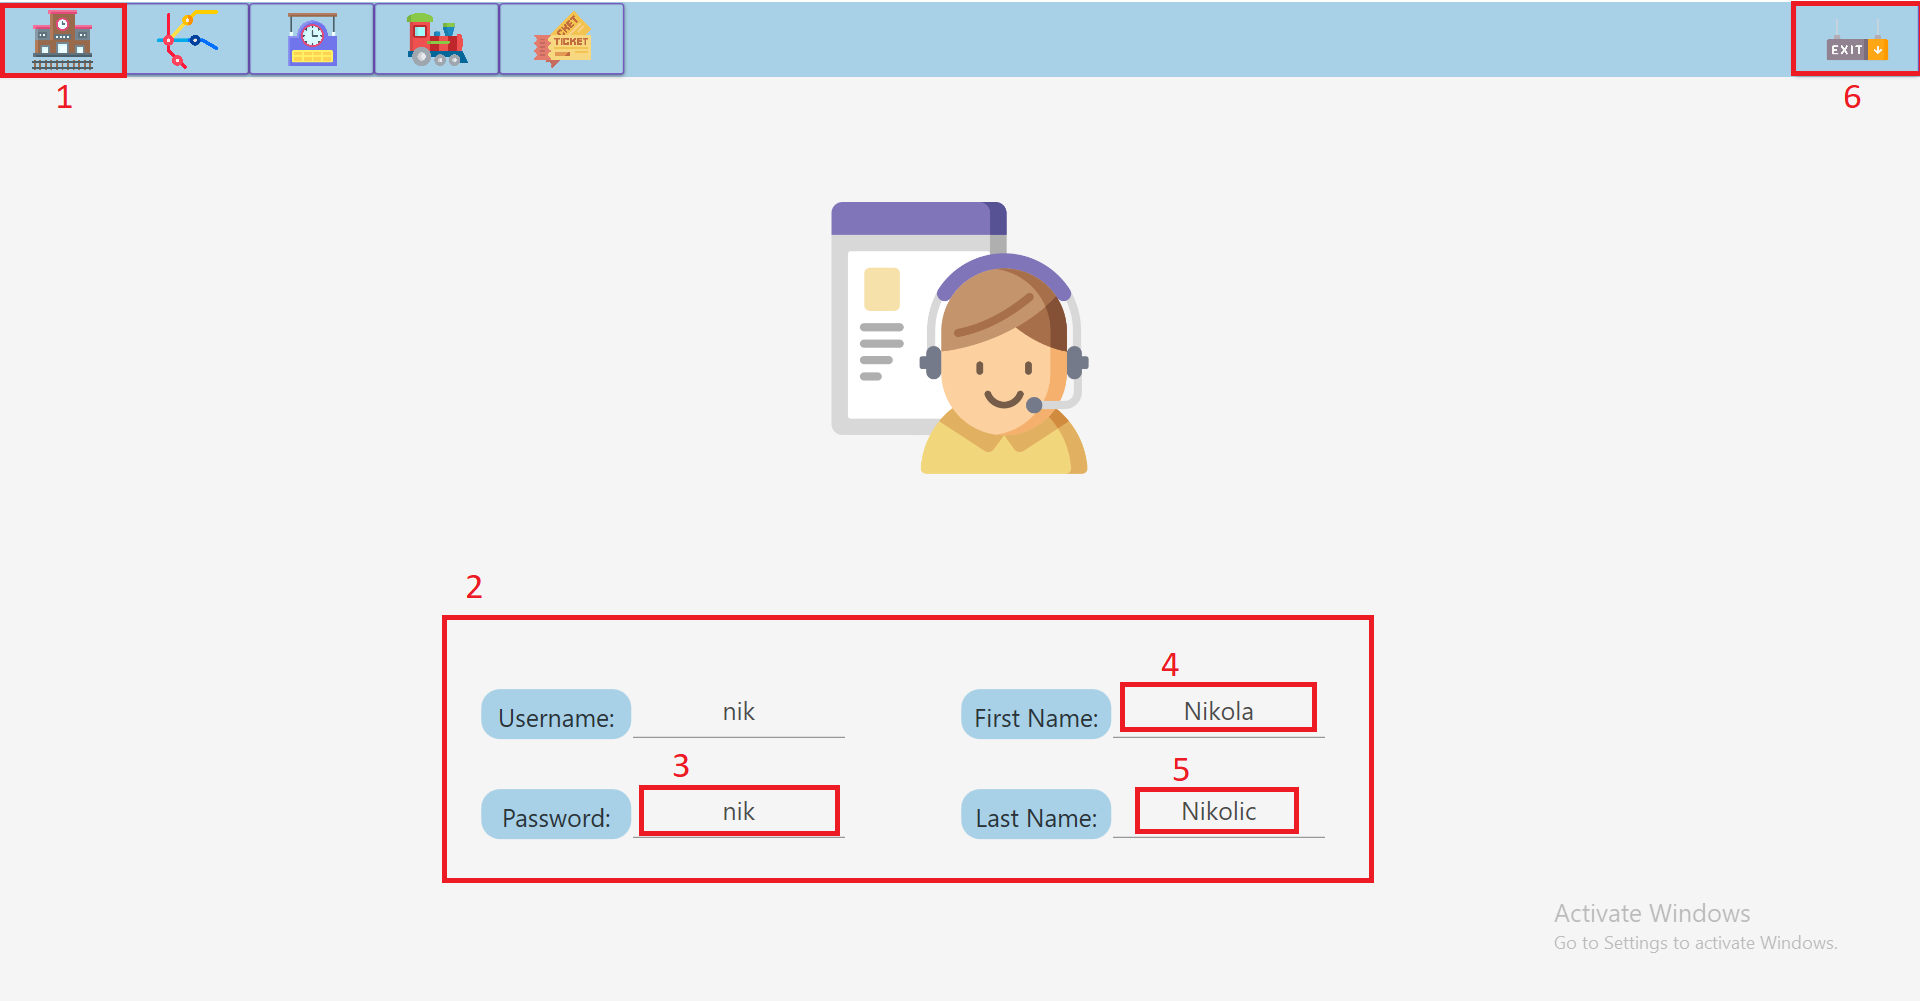 TICKET
TICKET
EXIT
1
6
2
4
Username: nik
First Name: Nikola
3
5
Password: nik
Last Name: Nikolic
Activate Windows
Go to Settings to activate Windows.